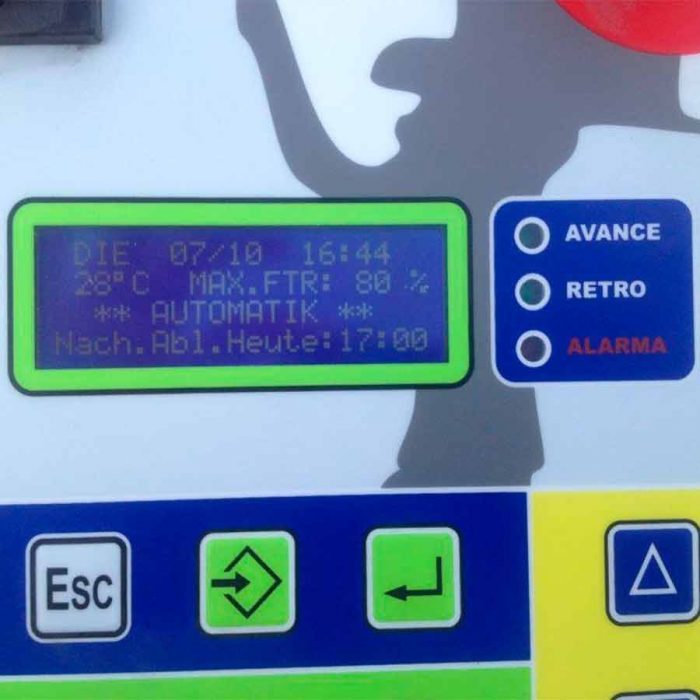 DIE 07/10 16:44
28°C MAX.FTR: 80 %
** AUTOMATIK **
Nach.Abl.Heute:17:00
AVANCE
RETRO
ALARMA
Esc